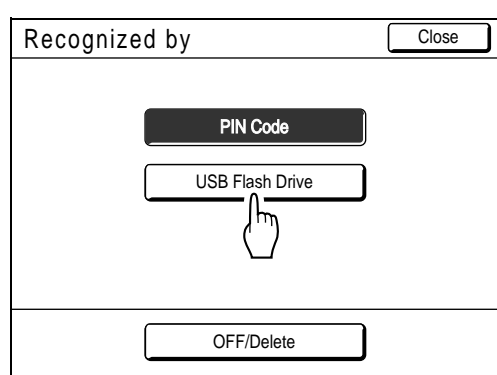 Recognized by
Close
PIN Code
USB Flash Drive
OFF/Delete